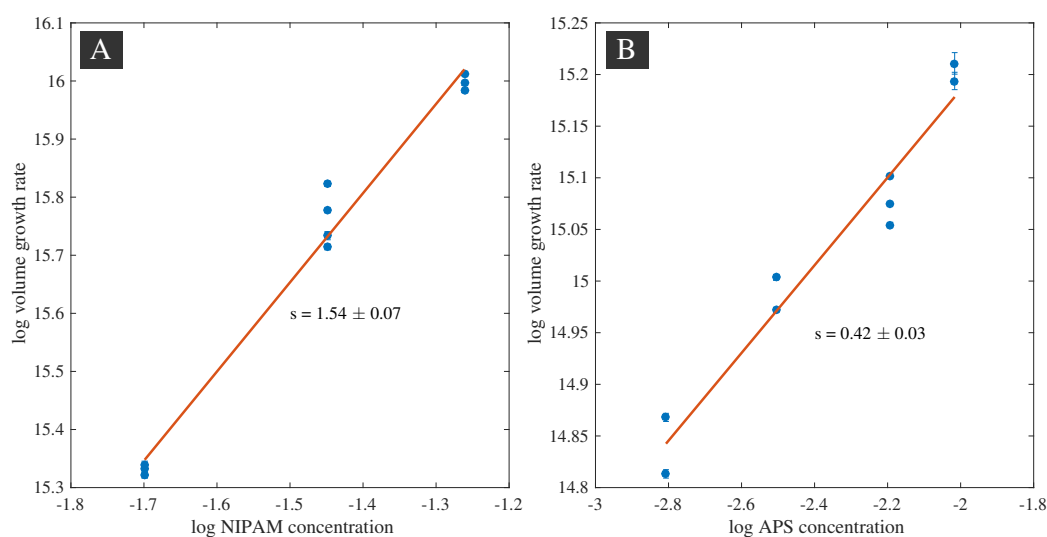 A
16.1
16
15.9
15.8
15.7
15.6
15.5
15.4
15.3
log volume growth rate
s = 1.54 ± 0.07
-1.8 -1.7 -1.6 -1.5 -1.4 -1.3 -1.2
log NIPAM concentration
B
15.25
15.2
15.15
15.1
15.05
15
14.95
14.9
14.85
14.8
log volume growth rate
s = 0.42 ± 0.03
-3 -2.8 -2.6 -2.4 -2.2 -2 -1.8
log APS concentration